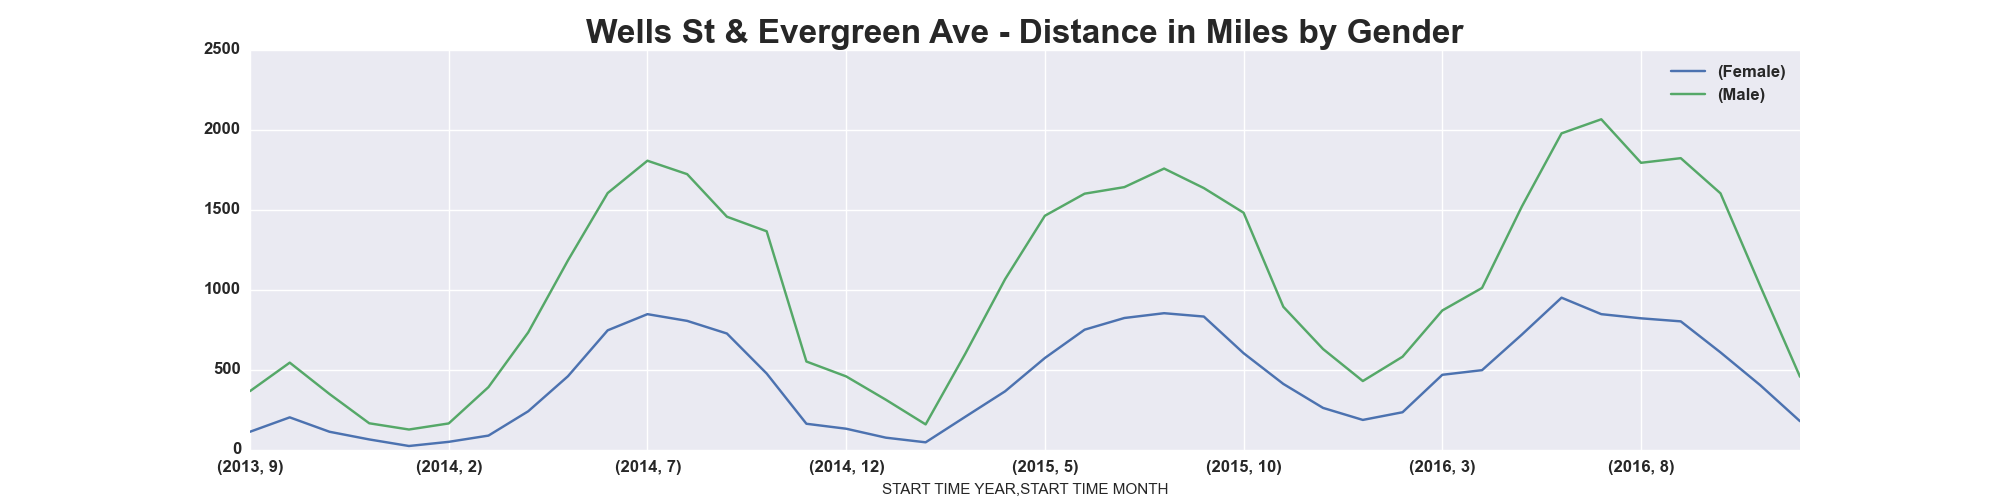 Wells St & Evergreen Ave - Distance in Miles by Gender
2500
2000
1500
1000
500
0
(Female)
(Male)
(2013, 9) (2014, 2) (2014, 7) (2014, 12) (2015, 5) (2015, 10) (2016, 3) (2016, 8)
START TIME YEAR,START TIME MONTH